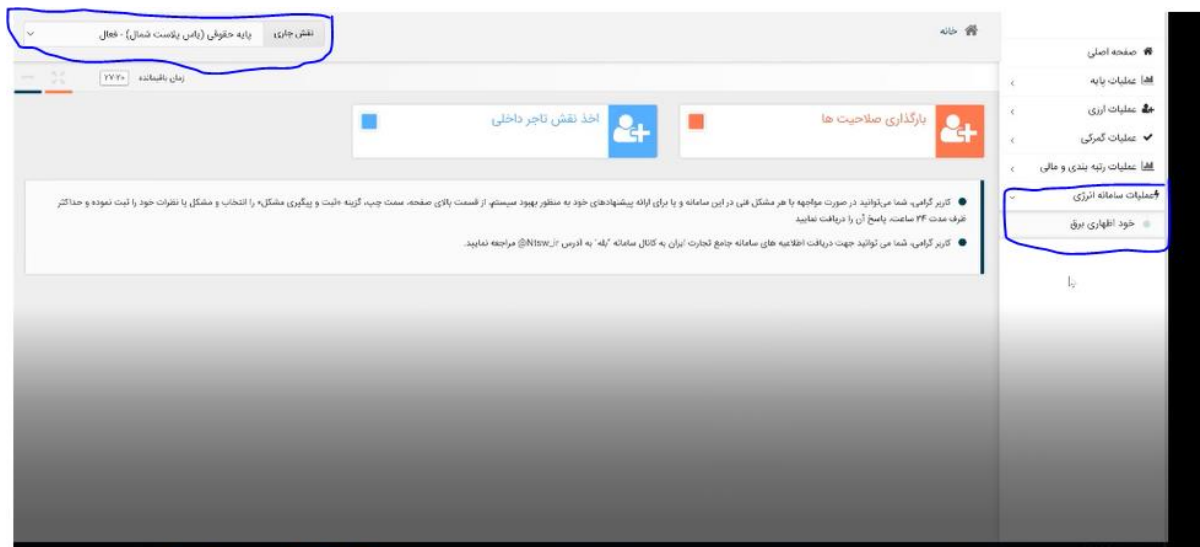 خانه
نقش جاری
پایه حقوقی (یاس پلاست شمال) - فعال
زمان باقیمانده ۲۷:۲۰
صفحه اصلی
عملیات پایه
عملیات ارزی
عملیات گمرکی
عملیات رتبه بندی و مالی
عملیات سامانه انرژی
خود اظهاری برق
بارگذاری صلاحیت ها
اخذ نقش تاجر داخلی
کاربر گرامی، شما می‌توانید در صورت مواجهه با هر مشکل فنی در این سامانه و یا برای ارائه پیشنهادهای خود به منظور بهبود سیستم، از قسمت بالای صفحه، سمت چپ، گزینه «ثبت و پیگیری مشکل» را انتخاب و مشکل یا نظرات خود را ثبت نموده و حداکثر
ظرف مدت ۲۴ ساعت، پاسخ آن را دریافت نمایید
کاربر گرامی، شما می توانید جهت دریافت اطلاعیه های سامانه جامع تجارت ایران به کانال سامانه "بله" به آدرس Ntsw_ir@ مراجعه نمایید.